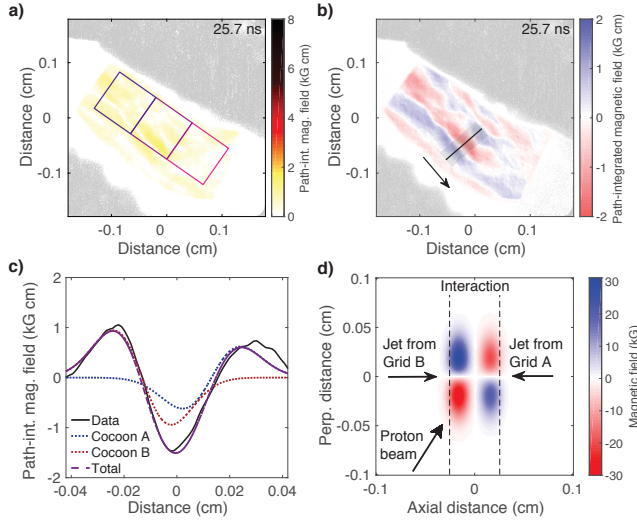 a)
25.7 ns
0.1
0
-0.1
Distance (cm)
-0.1
0
0.1
Distance (cm)
8
6
4
2
0
Path-int. mag. field (kG cm)
b)
25.7 ns
0.1
0
-0.1
Distance (cm)
-0.1
0
0.1
Distance (cm)
2
1
0
-1
-2
Path-integrated magnetic field (kG cm)
c)
2
1
0
-1
-2
Path-int. mag. field (kG cm)
Data
Cocoon A
Cocoon B
Total
-0.04
-0.02
0
0.02
0.04
Distance (cm)
d)
0.1
0.05
0
-0.05
-0.1
Perp. distance (cm)
Interaction
Jet from
Grid B
Jet from
Grid A
Proton
beam
-0.1
0
0.1
Axial distance (cm)
30
20
10
0
-10
-20
-30
Magnetic field (kG)